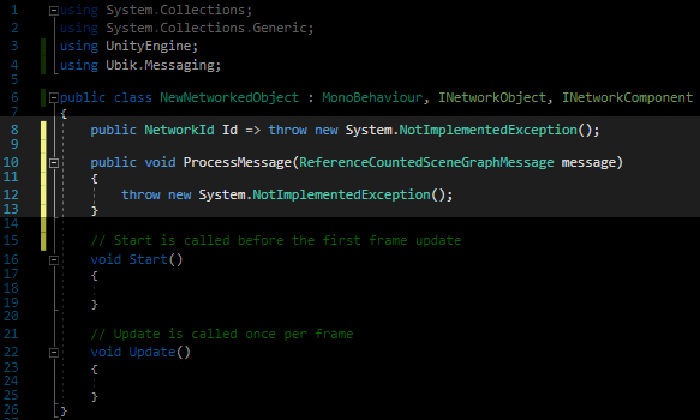 1 using System.Collections;
2 using System.Collections.Generic;
3 using UnityEngine;
4 using Ubik.Messaging;
5
6 public class NewNetworkedObject : MonoBehaviour, INetworkObject, INetworkComponent
7 {
8 public NetworkId Id => throw new System.NotImplementedException();
9
10 public void ProcessMessage(ReferenceCountedSceneGraphMessage message)
11 {
12 throw new System.NotImplementedException();
13 }
14
15 // Start is called before the first frame update
16 void Start()
17 {
18
19 }
20
21 // Update is called once per frame
22 void Update()
23 {
24
25 }
26 }